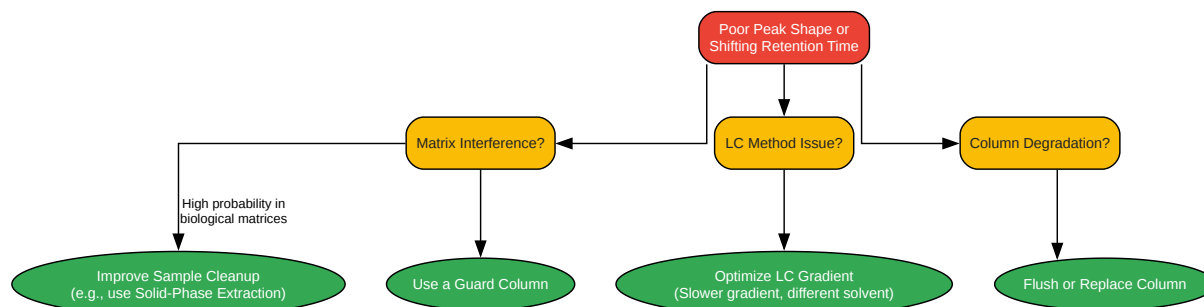 Poor Peak Shape or
Shifting Retention Time
Matrix Interference?
LC Method Issue?
Column Degradation?
High probability in
biological matrices
Improve Sample Cleanup
(e.g., use Solid-Phase Extraction)
Use a Guard Column
Optimize LC Gradient
(Slower gradient, different solvent)
Flush or Replace Column